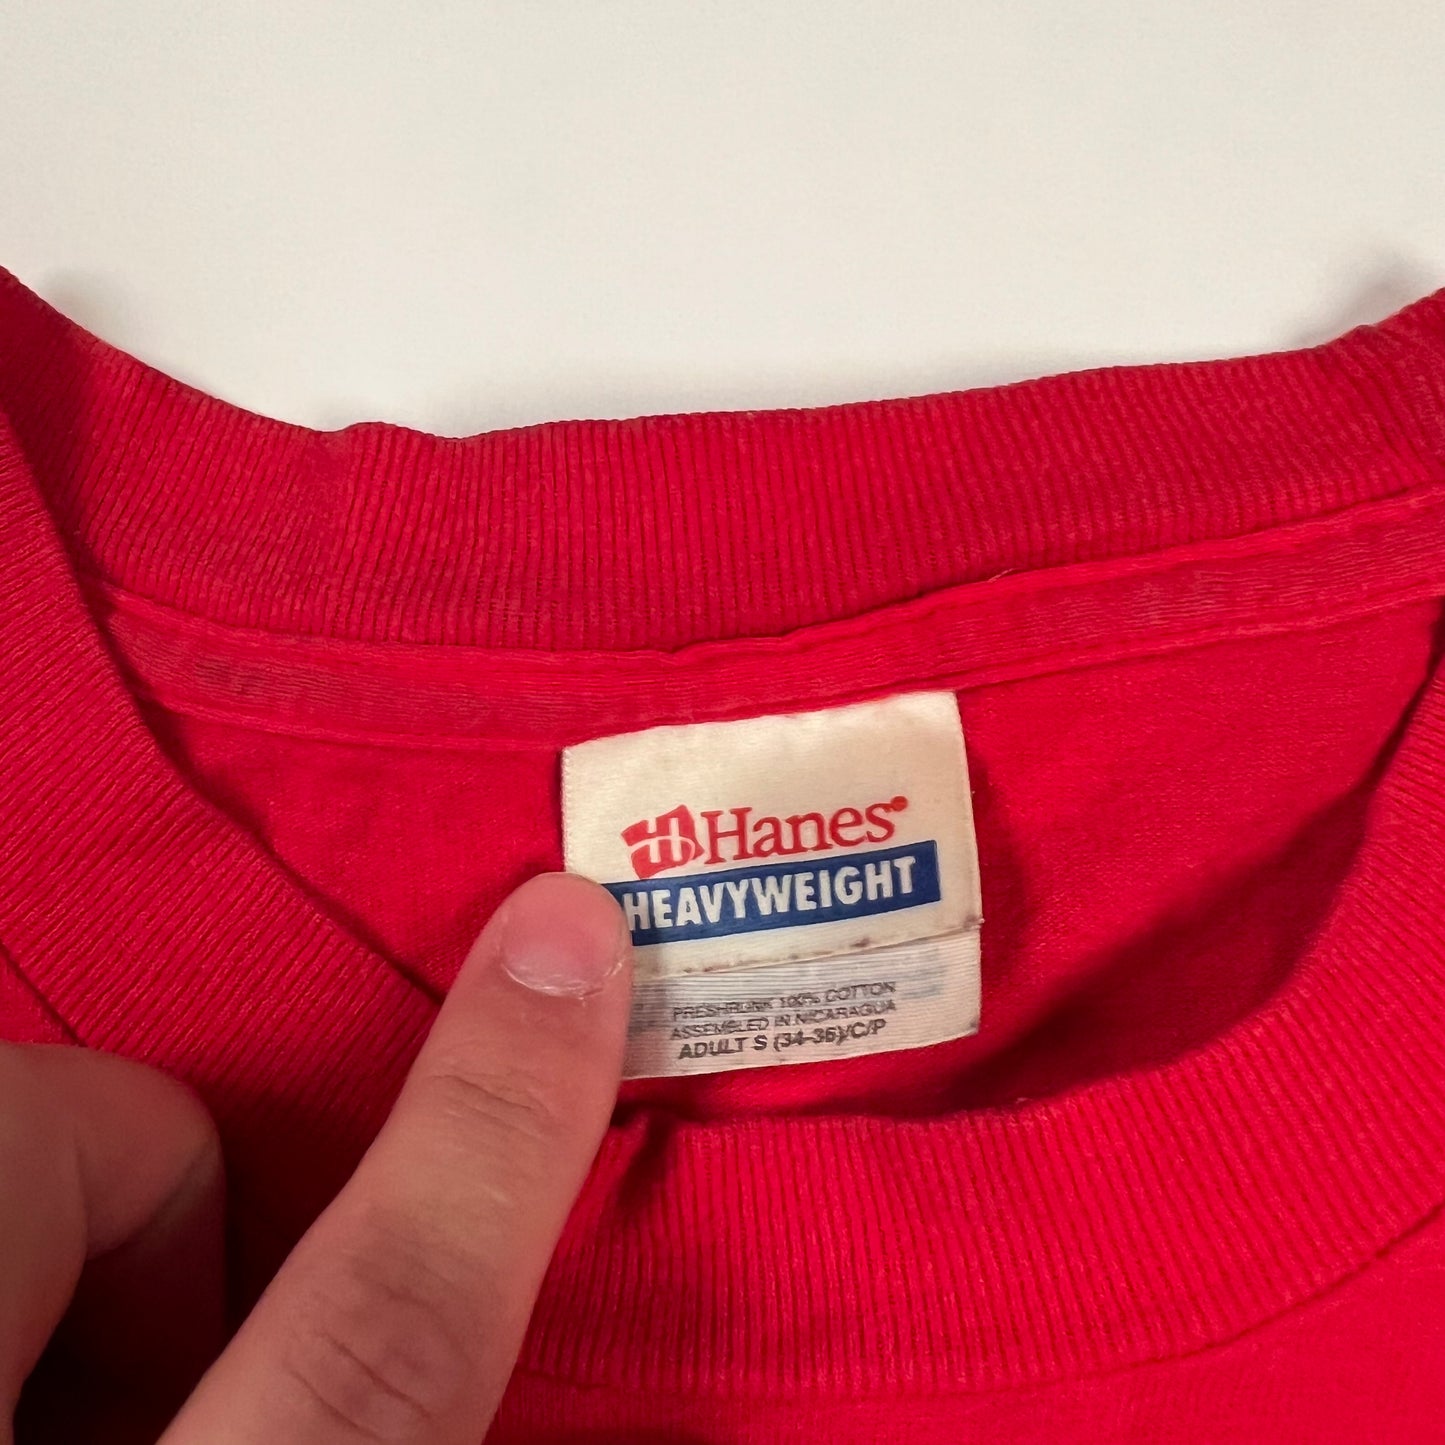 Hanes®
HEAVYWEIGHT
PRESHRUNK 100% COTTON
ASSEMBLED IN NICARAGUA
ADULT S (34-36)/C/P